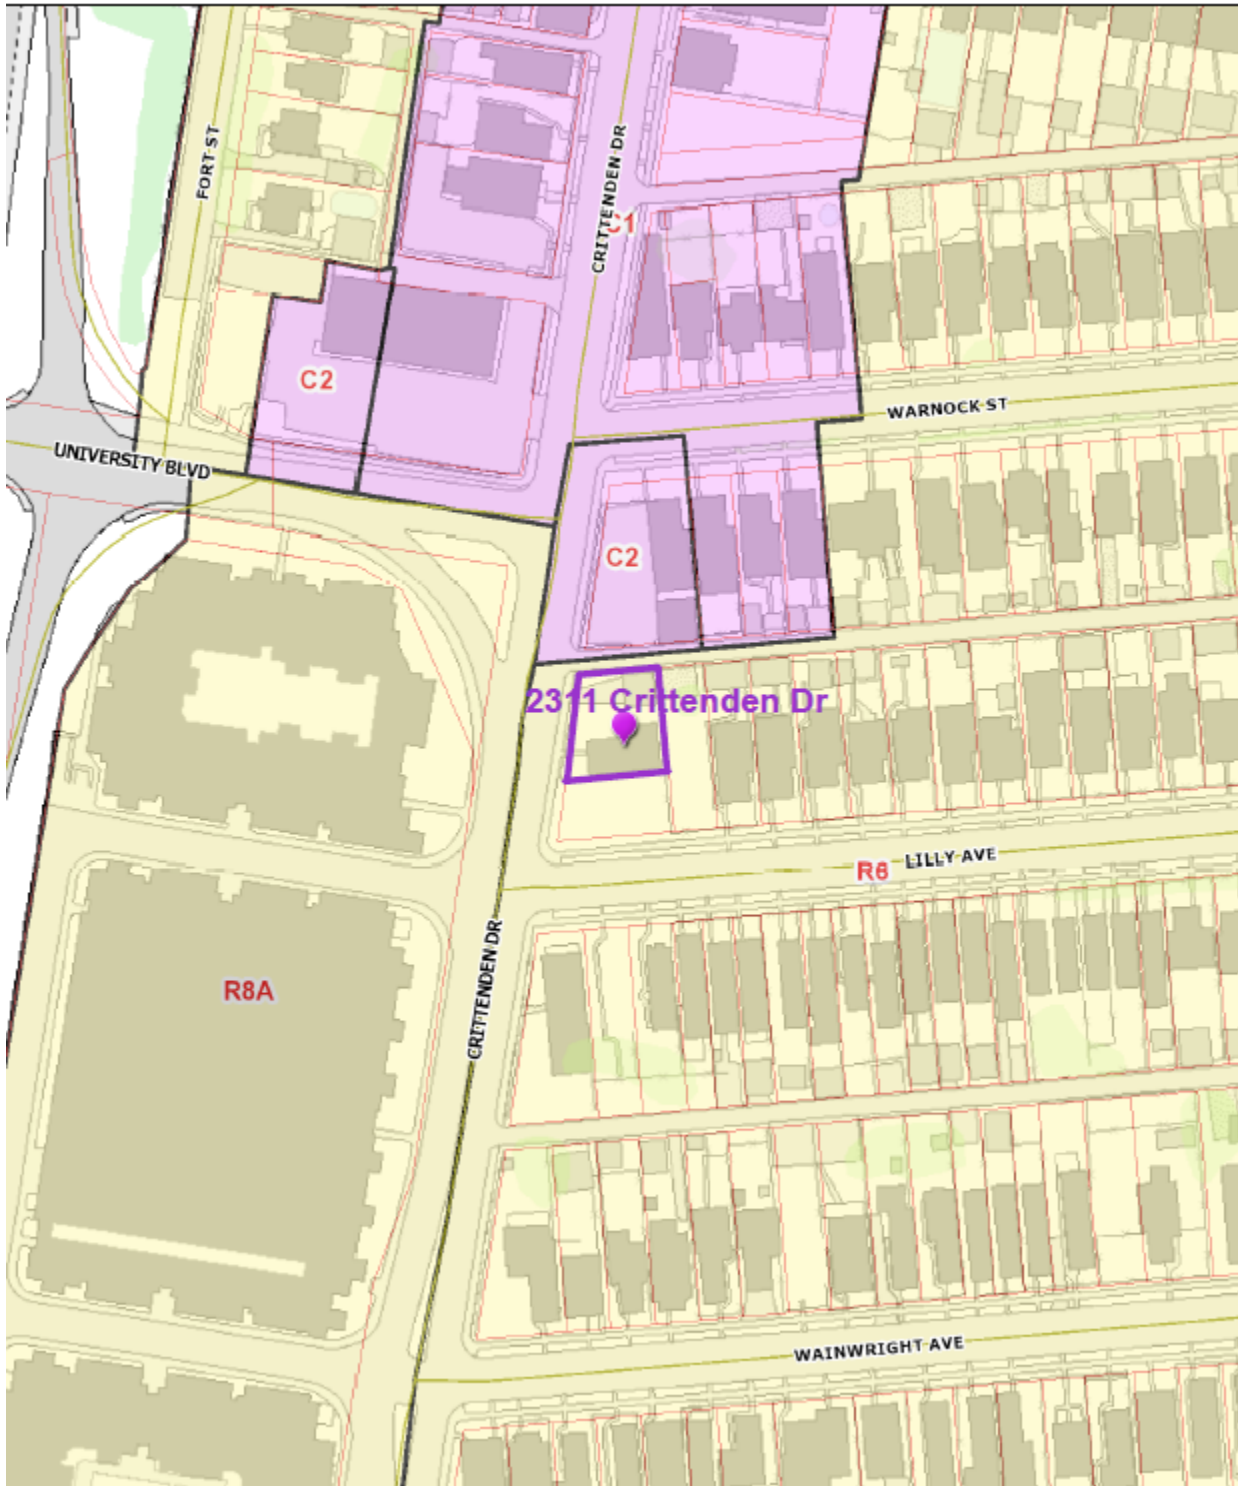 FORT ST
CRITTENDEN DR
C1
C2
WARNOCK ST
UNIVERSITY BLVD
C2
2311 Crittenden Dr
LILLY AVE
R6
CRITTENDEN DR
R8A
WAINWRIGHT AVE